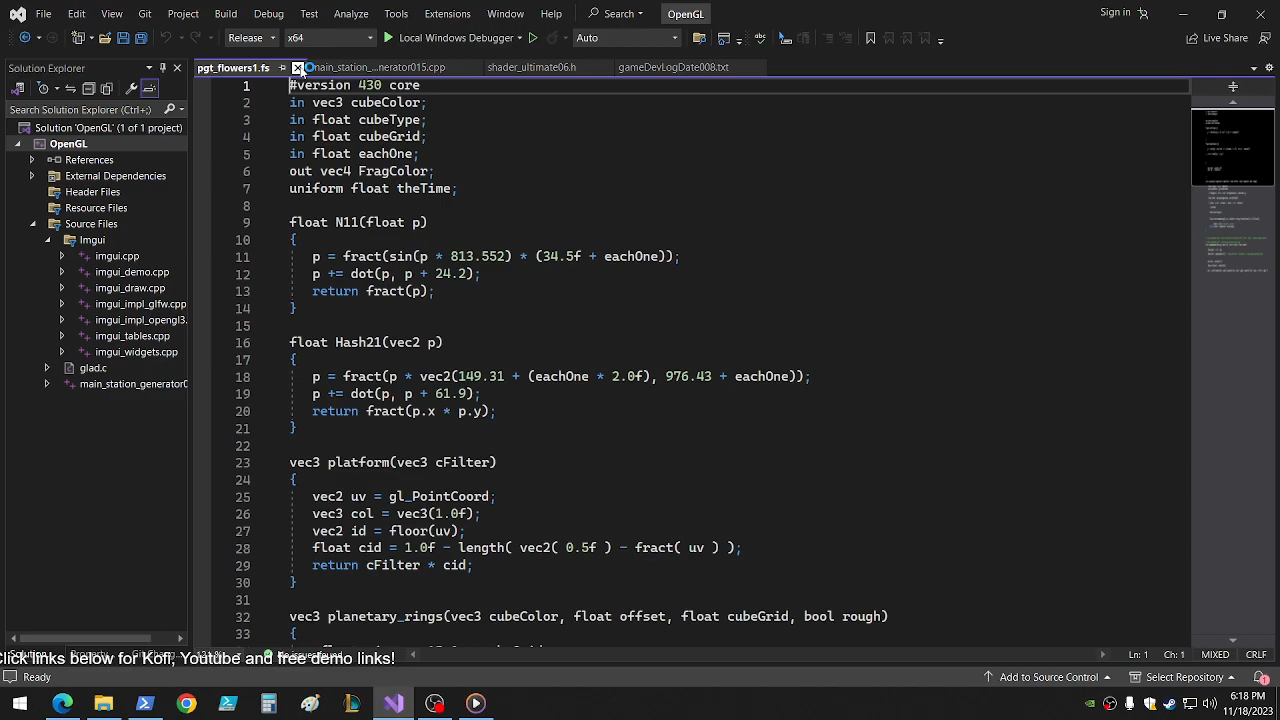 File Edit View Git Project Build Debug Test Analyze Tools Extensions Window Help Search OpenGL Sign in
Release x64 Local Windows Debugger Auto Live Share
Solution Explorer
pgt_flowers1.fs main_station_...nerator015.cpp shader_ultimate06.h gameDevLogDate008.txt
Search Solution Explorer (Ctrl+;)
Solution 'OpenGL' (1 of 1 project)
OpenGL
References
External Dependencies
Resource Files
Source Files
imgui
imgui.cpp
imgui_demo.cpp
imgui_draw.cpp
imgui_impl_glfw.cpp
imgui_impl_opengl3.
imgui_tables.cpp
imgui_widgets.cpp
glad.c
main_station_generator0
1 #version 430 core
2 in vec3 cubeColor;
3 in float cubeType;
4 in float cubeGrid;
5 in float eachOne;
6 out vec4 fragColor;
7 uniform float theTime;
8
9 float N11(float p)
10 {
12 p += dot(p, p + 424.2);
13 return fract(p);
14 }
15
16 float Hash21(vec2 p)
17 {
18 p = fract(p * vec2(149.31 + (eachOne * 2.0f), 976.43 + eachOne));
19 p += dot(p, p + 61.9);
20 return fract(p.x * p.y);
21 }
22
23 vec3 platform(vec3 cFilter)
24 {
25 vec2 uv = gl_PointCoord;
26 vec3 col = vec3(1.0f);
27 vec2 id = floor(uv);
28 float cid = 1.0f - length( vec2( 0.5f ) - fract( uv ) );
29 return cFilter * cid;
30 }
31
32 vec3 planetary_rings(vec3 cubeColor, float offset, float cubeGrid, bool rough)
33 {
Click links below for Kofi, Youtube and free demo links!
Ln: 1 Ch: 1 MIXED CRLF
Ready Add to Source Control Select Repository 1
6:18 PM
11/18/2023